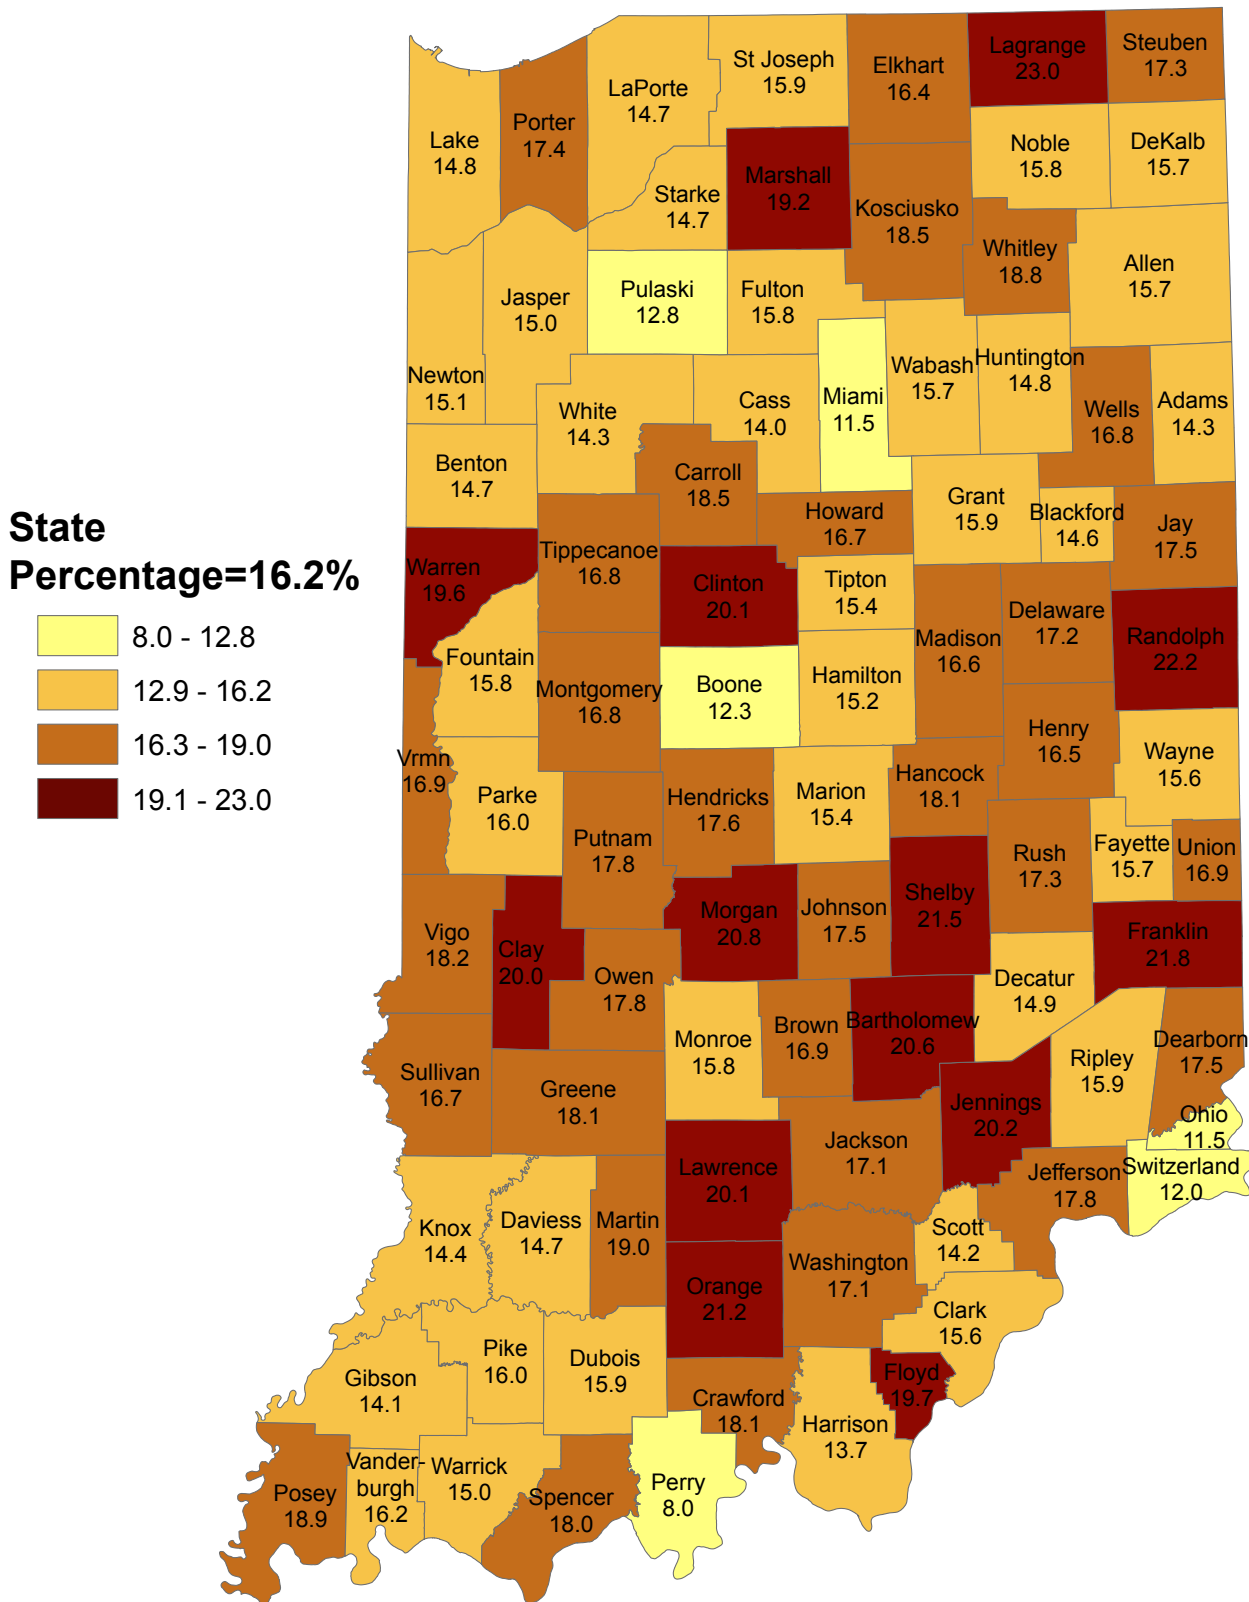 Lagrange
23.0
Steuben
17.3
St Joseph
15.9
Elkhart
16.4
LaPorte
14.7
Porter
17.4
Lake
14.8
Noble
15.8
DeKalb
15.7
Marshall
19.2
Starke
14.7
Kosciusko
18.5
Whitley
18.8
Allen
15.7
Jasper
15.0
Pulaski
12.8
Fulton
15.8
Newton
15.1
Wabash
15.7
Huntington
14.8
Miami
11.5
White
14.3
Cass
14.0
Wells
16.8
Adams
14.3
Benton
14.7
Carroll
18.5
Grant
15.9
Blackford
14.6
Howard
16.7
Jay
17.5
State
Percentage=16.2%
8.0 - 12.8
12.9 - 16.2
16.3 - 19.0
19.1 - 23.0
Warren
19.6
Tippecanoe
16.8
Clinton
20.1
Tipton
15.4
Delaware
17.2
Madison
16.6
Randolph
22.2
Fountain
15.8
Montgomery
16.8
Boone
12.3
Hamilton
15.2
Henry
16.5
Wayne
15.6
Vrmn
16.9
Parke
16.0
Hendricks
17.6
Marion
15.4
Hancock
18.1
Putnam
17.8
Rush
17.3
Fayette
15.7
Union
16.9
Shelby
21.5
Morgan
20.8
Johnson
17.5
Vigo
18.2
Clay
20.0
Owen
17.8
Franklin
21.8
Decatur
14.9
Monroe
15.8
Brown
16.9
Bartholomew
20.6
Ripley
15.9
Dearborn
17.5
Sullivan
16.7
Greene
18.1
Jennings
20.2
Ohio
11.5
Jackson
17.1
Lawrence
20.1
Jefferson
17.8
Switzerland
12.0
Knox
14.4
Daviess
14.7
Martin
19.0
Scott
14.2
Washington
17.1
Orange
21.2
Clark
15.6
Pike
16.0
Dubois
15.9
Gibson
14.1
Floyd
19.7
Crawford
18.1
Harrison
13.7
Vander-
burgh
16.2
Warrick
15.0
Posey
18.9
Spencer
18.0
Perry
8.0